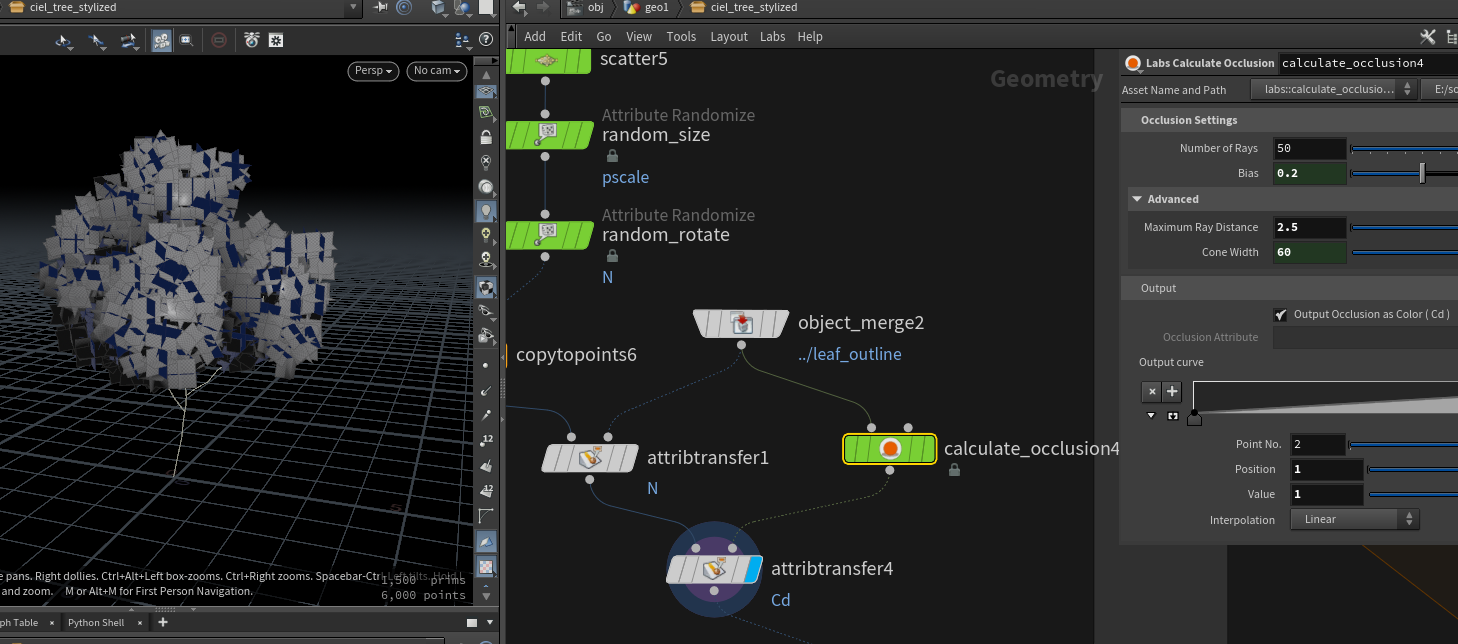 ciel_tree_stylized
obj
geo1
ciel_tree_stylized
Add Edit Go View Tools Layout Labs Help
Persp
No cam
Geometry
scatter5
Attribute Randomize
random_size
pscale
Attribute Randomize
random_rotate
N
object_merge2
../leaf_outline
copytopoints6
attribtransfer1
N
calculate_occlusion4
attribtransfer4
Cd
Labs Calculate Occlusion
calculate_occlusion4
Asset Name and Path
labs::calculate_occlusio...
Occlusion Settings
Number of Rays 50
Bias 0.2
Advanced
Maximum Ray Distance 2.5
Cone Width 60
Output
Output Occlusion as Color ( Cd )
Occlusion Attribute
Output curve
Point No. 2
Position 1
Value 1
Interpolation Linear
12
12
e pans. Right dollies. Ctrl+Alt+Left box-zooms. Ctrl+Right zooms. Spacebar-Ctr
and zoom. M or Alt+M for First Person Navigation.
1,500 prims
6,000 points
ph Table
Python Shell